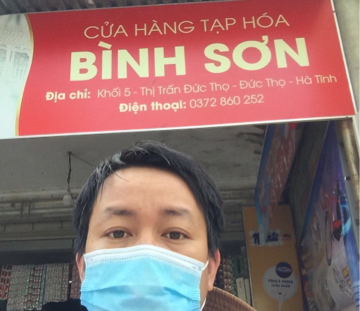 CỬA HÀNG TẠP HÓA
BÌNH SƠN
Địa chỉ: Khối 5 - Thị Trấn Đức Thọ - Đức Thọ - Hà Tĩnh
Điện thoại: 0372 860 252